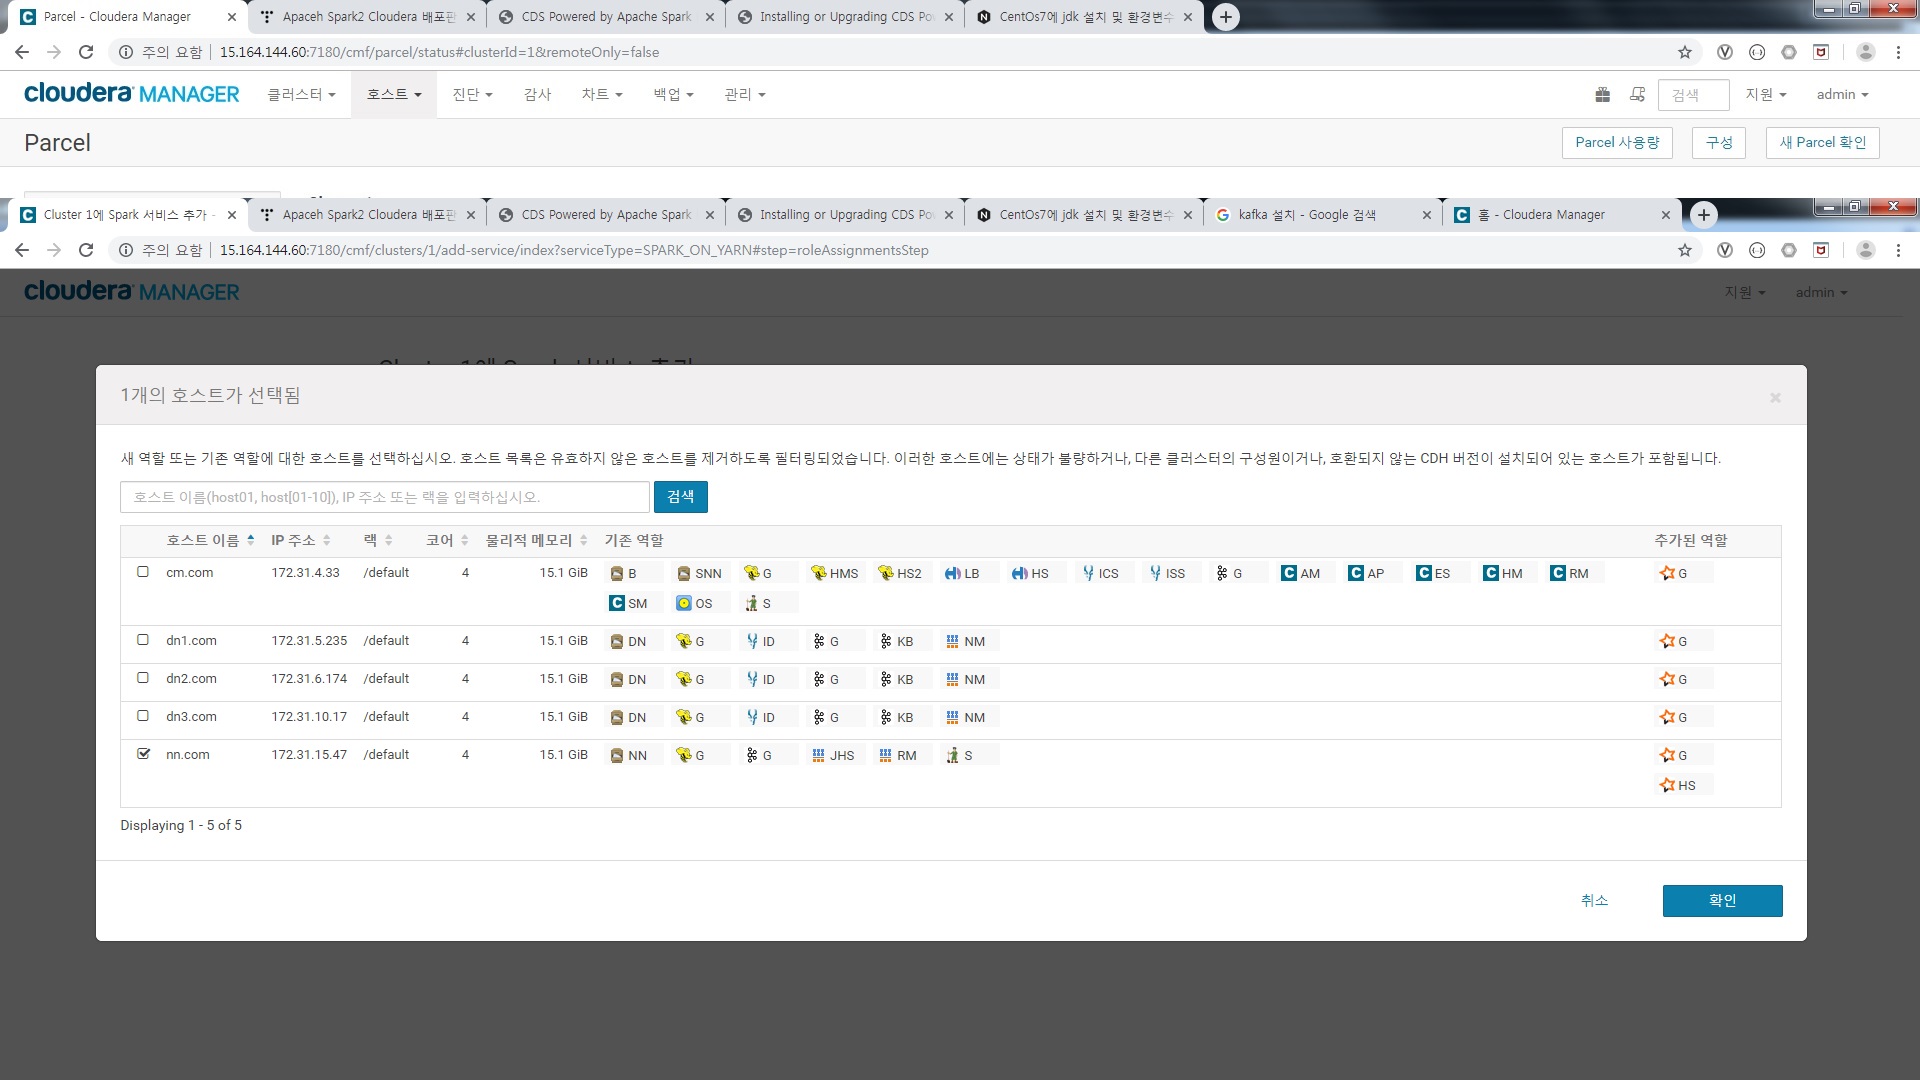 Parcel - Cloudera Manager
Apaceh Spark2 Cloudera 배포판
CDS Powered by Apache Spark
Installing or Upgrading CDS Po
CentOs7에 jdk 설치 및 환경변수
주의 요함 15.164.144.60:7180/cmf/parcel/status#clusterId=1&remoteOnly=false
cloudera MANAGER 클러스터 호스트 진단 감사 차트 백업 관리 검색 지원 admin
Parcel Parcel 사용량 구성 새 Parcel 확인
Cluster 1에 Spark 서비스 추가 -
Apaceh Spark2 Cloudera 배포판
CDS Powered by Apache Spark
Installing or Upgrading CDS Po
CentOs7에 jdk 설치 및 환경변수
kafka 설치 - Google 검색
홈 - Cloudera Manager
주의 요함 15.164.144.60:7180/cmf/clusters/1/add-service/index?serviceType=SPARK_ON_YARN#step=roleAssignmentsStep
cloudera MANAGER 지원 admin
1개의 호스트가 선택됨
새 역할 또는 기존 역할에 대한 호스트를 선택하십시오. 호스트 목록은 유효하지 않은 호스트를 제거하도록 필터링되었습니다. 이러한 호스트에는 상태가 불량하거나, 다른 클러스터의 구성원이거나, 호환되지 않는 CDH 버전이 설치되어 있는 호스트가 포함됩니다.
호스트 이름(host01, host[01-10]), IP 주소 또는 랙을 입력하십시오. 검색
호스트 이름 IP 주소 랙 코어 물리적 메모리 기존 역할 추가된 역할
cm.com 172.31.4.33 /default 4 15.1 GiB B SNN G HMS HS2 LB HS ICS ISS G AM AP ES HM RM G
SM OS S
dn1.com 172.31.5.235 /default 4 15.1 GiB DN G ID G KB NM G
dn2.com 172.31.6.174 /default 4 15.1 GiB DN G ID G KB NM G
dn3.com 172.31.10.17 /default 4 15.1 GiB DN G ID G KB NM G
nn.com 172.31.15.47 /default 4 15.1 GiB NN G G JHS RM S G
HS
Displaying 1 - 5 of 5
취소 확인